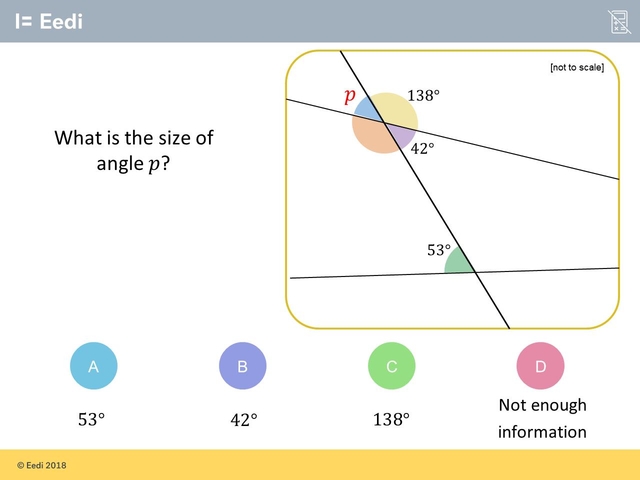 I= Eedi
[not to scale]
p
138°
42°
53°
What is the size of
angle p?
A
B
C
D
53°
42°
138°
Not enough
information
© Eedi 2018